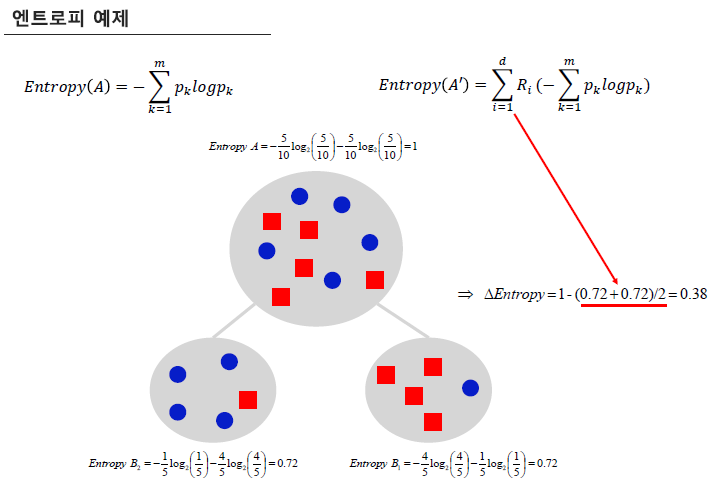 엔트로피 예제
Entropy(A) = −∑_{k=1}^{m} p_k log p_k
Entropy(A′) = ∑_{i=1}^{d} R_i (−∑_{k=1}^{m} p_k log p_k)
Entropy A = −5/10 log₂(5/10) − 5/10 log₂(5/10) = 1
⇒ ΔEntropy = 1 - (0.72 + 0.72)/2 = 0.38
Entropy B₂ = −1/5 log₂(1/5) − 4/5 log₂(4/5) = 0.72
Entropy B₁ = −4/5 log₂(4/5) − 1/5 log₂(1/5) = 0.72